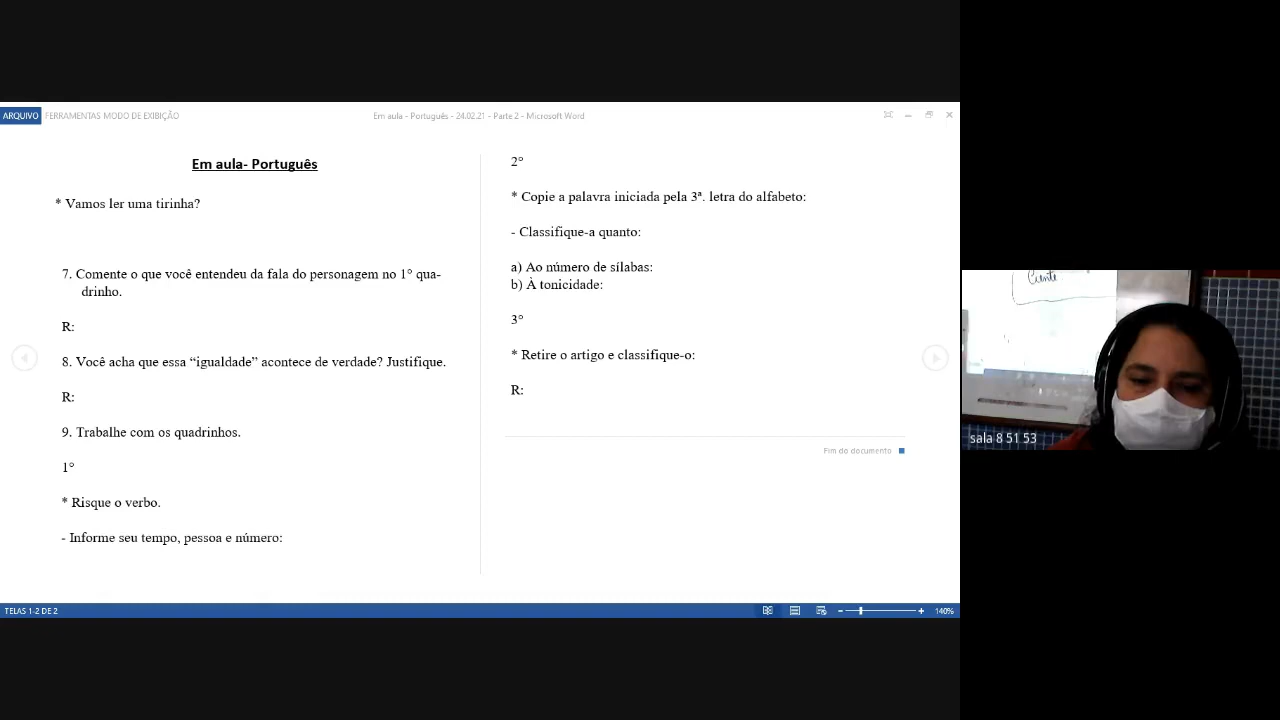 ARQUIVO FERRAMENTAS MODO DE EXIBIÇÃO
Em aula - Português - 24.02.21 - Parte 2 - Microsoft Word
Em aula- Português
* Vamos ler uma tirinha?
7. Comente o que você entendeu da fala do personagem no 1° qua-
drinho.
R:
8. Você acha que essa “igualdade” acontece de verdade? Justifique.
R:
9. Trabalhe com os quadrinhos.
1°
* Risque o verbo.
- Informe seu tempo, pessoa e número:
2°
* Copie a palavra iniciada pela 3ª. letra do alfabeto:
- Classifique-a quanto:
a) Ao número de sílabas:
b) À tonicidade:
3°
* Retire o artigo e classifique-o:
R:
Fim do documento
TELAS 1-2 DE 2
140%
Ciente
sala 8 51 53